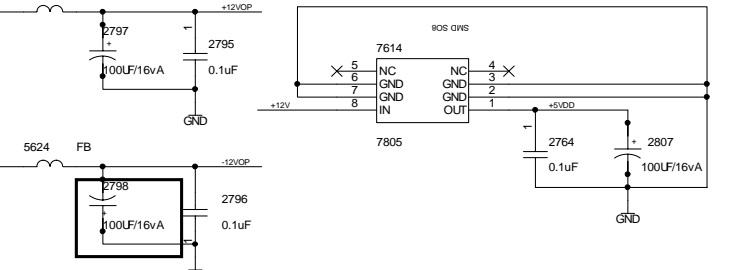 +12VOP
2797
+
1
2795
100UF/16vA
0.1uF
GND
5624 FB
-12VOP
2798
2796
+
100UF/16vA
0.1uF
1
SMD SO8
7614
5 NC NC 4
6 GND GND 3
7 GND GND 2
+12V 8 IN OUT 1 +5VDD
7805
1
2764
+
2807
0.1uF
100UF/16vA
GND